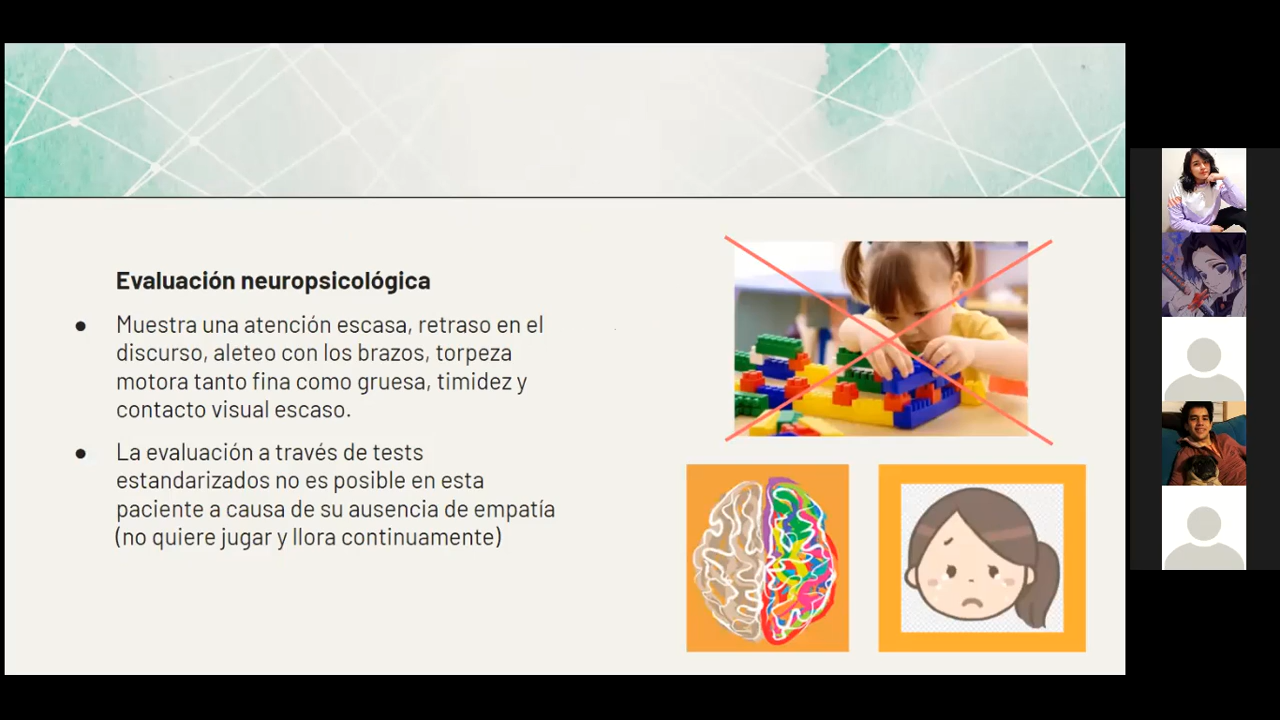 Evaluación neuropsicológica
● Muestra una atención escasa, retraso en el
discurso, aleteo con los brazos, torpeza
motora tanto fina como gruesa, timidez y
contacto visual escaso.
● La evaluación a través de tests
estandarizados no es posible en esta
paciente a causa de su ausencia de empatía
(no quiere jugar y llora continuamente)